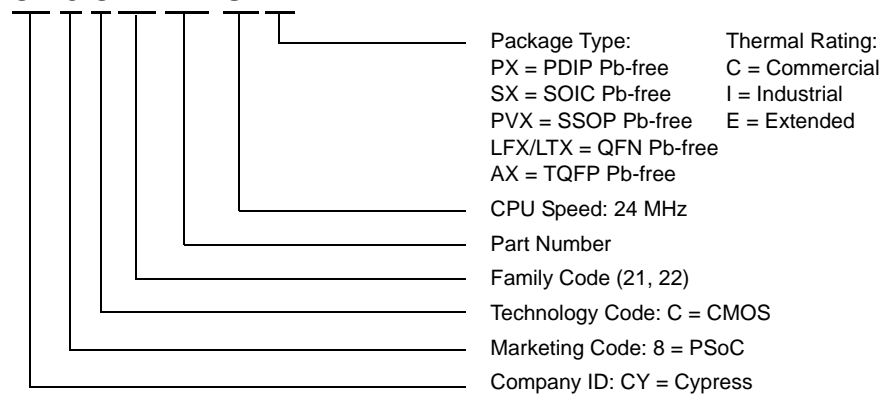 Package Type: Thermal Rating:
PX = PDIP Pb-free C = Commercial
SX = SOIC Pb-free I = Industrial
PVX = SSOP Pb-free E = Extended
LFX/LTX = QFN Pb-free
AX = TQFP Pb-free
CPU Speed: 24 MHz
Part Number
Family Code (21, 22)
Technology Code: C = CMOS
Marketing Code: 8 = PSoC
Company ID: CY = Cypress